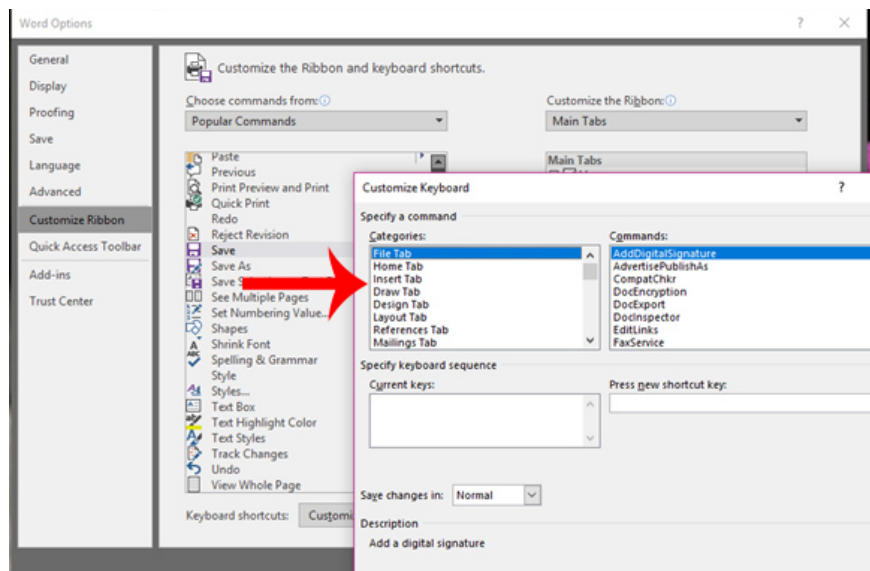 Word Options
?
General
Display
Proofing
Save
Language
Advanced
Customize Ribbon
Quick Access Toolbar
Add-ins
Trust Center
Customize the Ribbon and keyboard shortcuts.
Choose commands from:
Popular Commands
Paste
Previous
Print Preview and Print
Quick Print
Redo
Reject Revision
Save
Save As
Save S
See Multiple Pages
Set Numbering Value...
Shapes
Shrink Font
Spelling & Grammar
Style
Styles...
Text Box
Text Highlight Color
Text Styles
Track Changes
Undo
View Whole Page
Keyboard shortcuts:
Customi
Customize the Ribbon:
Main Tabs
Main Tabs
Customize Keyboard
?
Specify a command
Categories:
File Tab
Home Tab
Insert Tab
Draw Tab
Design Tab
Layout Tab
References Tab
Mailings Tab
Commands:
AddDigitalSignature
AdvertisePublishAs
CompatChkr
DocEncryption
DocExport
DocInspector
EditLinks
FaxService
Specify keyboard sequence
Current keys:
Press new shortcut key:
Save changes in:
Normal
Description
Add a digital signature